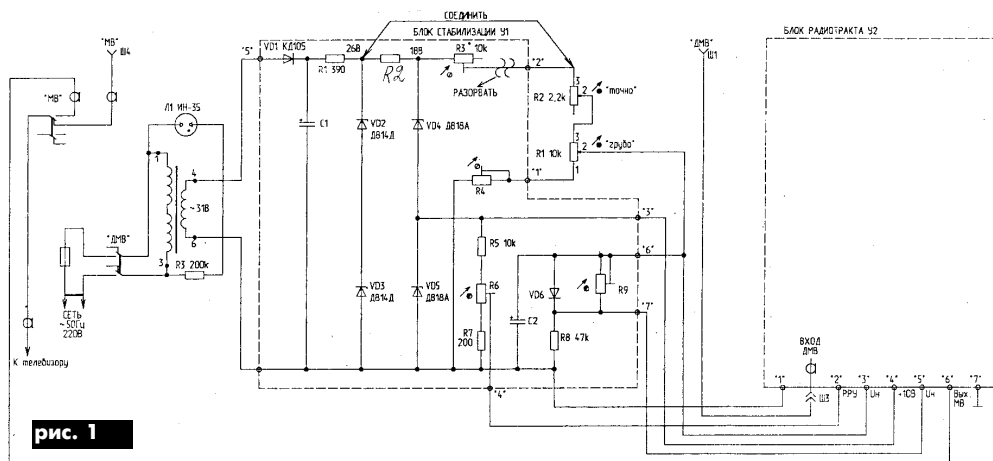 СОЕДИНИТЬ
БЛОК СТАБИЛИЗАЦИИ У1
БЛОК РАДИОТРАКТА У2
"МВ"
Ш4
"ДМВ"
Ш1
"МВ"
Л1 ИН-3S
"5"
VD1 КД105
R1 390
26В
R2
18В
R3* 10k
РАЗОРВАТЬ
"2"
3
R2 2,2k
2
"точно"
3
R1 10k
2
"грубо"
1
C1
VD2
Д814Д
VD4 Д818А
R4
"1"
1
4
~31В
6
3
"ДМВ"
R3 200k
СЕТЬ
~50Гц
220В
К телевизору
"3"
R5 10k
"6"
R6
VD6
R9
"7"
VD3
Д814Д
VD5
Д818А
R7
200
C2
R8 47k
"4"
ВХОД
ДМВ
Ш3
"1"
"2"
РРУ
"3"
Uн
"4"
"5"
Uч
"6"
Вых.
МВ
"7"
рис. 1